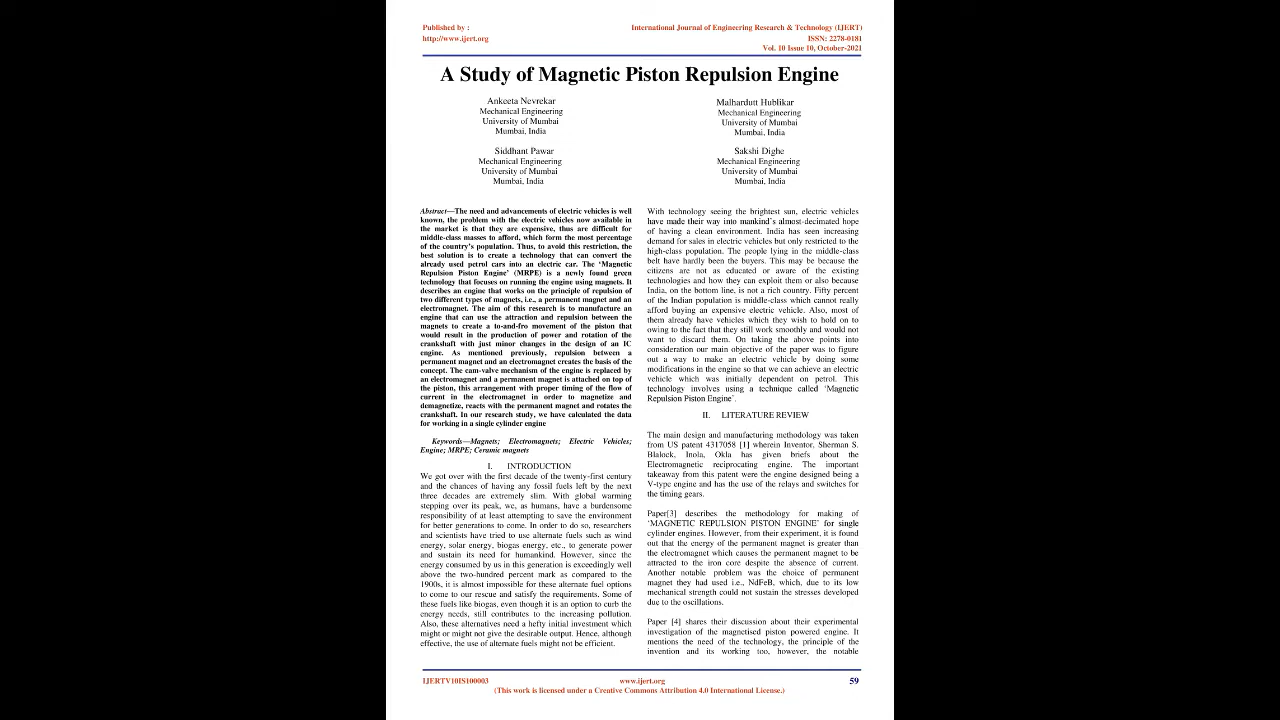 Published by :
http://www.ijert.org
International Journal of Engineering Research & Technology (IJERT)
ISSN: 2278-0181
Vol. 10 Issue 10, October-2021
A Study of Magnetic Piston Repulsion Engine
Ankeeta Nevrekar
Mechanical Engineering
University of Mumbai
Mumbai, India
Malhardutt Hublikar
Mechanical Engineering
University of Mumbai
Mumbai, India
Siddhant Pawar
Mechanical Engineering
University of Mumbai
Mumbai, India
Sakshi Dighe
Mechanical Engineering
University of Mumbai
Mumbai, India
Abstract—The need and advancements of electric vehicles is well
known, the problem with the electric vehicles now available in
the market is that they are expensive, thus are difficult for
middle-class masses to afford, which form the most percentage
of the country's population. Thus, to avoid this restriction, the
best solution is to create a technology that can convert the
already used petrol cars into an electric car. The 'Magnetic
Repulsion Piston Engine' (MRPE) is a newly found green
technology that focuses on running the engine using magnets. It
describes an engine that works on the principle of repulsion of
two different types of magnets, i.e., a permanent magnet and an
electromagnet. The aim of this research is to manufacture an
engine that can use the attraction and repulsion between the
magnets to create a to-and-fro movement of the piston that
would result in the production of power and rotation of the
crankshaft with just minor changes in the design of an IC
engine. As mentioned previously, repulsion between a
permanent magnet and an electromagnet creates the basis of the
concept. The cam-valve mechanism of the engine is replaced by
an electromagnet and a permanent magnet is attached on top of
the piston, this arrangement with proper timing of the flow of
current in the electromagnet in order to magnetize and
demagnetize, reacts with the permanent magnet and rotates the
crankshaft. In our research study, we have calculated the data
for working in a single cylinder engine
Keywords—Magnets; Electromagnets; Electric Vehicles;
Engine; MRPE; Ceramic magnets
I. INTRODUCTION
We got over with the first decade of the twenty-first century
and the chances of having any fossil fuels left by the next
three decades are extremely slim. With global warming
stepping over its peak, we, as humans, have a burdensome
responsibility of at least attempting to save the environment
for better generations to come. In order to do so, researchers
and scientists have tried to use alternate fuels such as wind
energy, solar energy, biogas energy, etc., to generate power
and sustain its need for humankind. However, since the
energy consumed by us in this generation is exceedingly well
above the two-hundred percent mark as compared to the
1900s, it is almost impossible for these alternate fuel options
to come to our rescue and satisfy the requirements. Some of
these fuels like biogas, even though it is an option to curb the
energy needs, still contributes to the increasing pollution.
Also, these alternatives need a hefty initial investment which
might or might not give the desirable output. Hence, although
effective, the use of alternate fuels might not be efficient.
With technology seeing the brightest sun, electric vehicles
have made their way into mankind's almost-decimated hope
of having a clean environment. India has seen increasing
demand for sales in electric vehicles but only restricted to the
high-class population. The people lying in the middle-class
belt have hardly been the buyers. This may be because the
citizens are not as educated or aware of the existing
technologies and how they can exploit them or also because
India, on the bottom line, is not a rich country. Fifty percent
of the Indian population is middle-class which cannot really
afford buying an expensive electric vehicle. Also, most of
them already have vehicles which they wish to hold on to
owing to the fact that they still work smoothly and would not
want to discard them. On taking the above points into
consideration our main objective of the paper was to figure
out a way to make an electric vehicle by doing some
modifications in the engine so that we can achieve an electric
vehicle which was initially dependent on petrol. This
technology involves using a technique called 'Magnetic
Repulsion Piston Engine'.
II. LITERATURE REVIEW
The main design and manufacturing methodology was taken
from US patent 4317058 [1] wherein Inventor, Sherman S.
Blalock, Inola, Okla has given briefs about the
Electromagnetic reciprocating engine. The important
takeaway from this patent were the engine designed being a
V-type engine and has the use of the relays and switches for
the timing gears.
Paper[3] describes the methodology for making of
'MAGNETIC REPULSION PISTON ENGINE' for single
cylinder engines. However, from their experiment, it is found
out that the energy of the permanent magnet is greater than
the electromagnet which causes the permanent magnet to be
attracted to the iron core despite the absence of current.
Another notable problem was the choice of permanent
magnet they had used i.e., NdFeB, which, due to its low
mechanical strength could not sustain the stresses developed
due to the oscillations.
Paper [4] shares their discussion about their experimental
investigation of the magnetised piston powered engine. It
mentions the need of the technology, the principle of the
invention and its working too, however, the notable
IJERTV10IS100003
www.ijert.org
59
(This work is licensed under a Creative Commons Attribution 4.0 International License.)